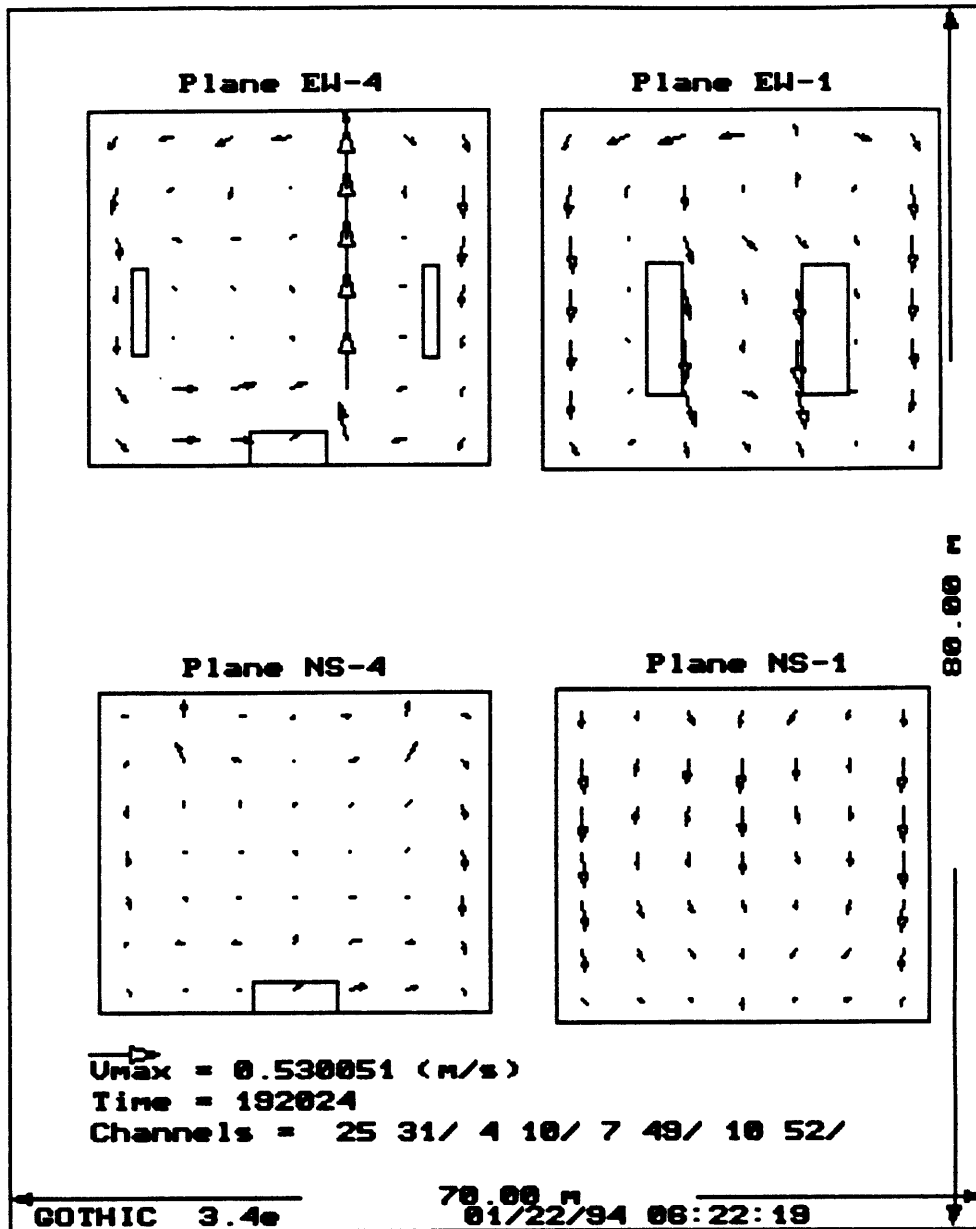 Plane EW-4
Plane EW-1
80.00 m
Plane NS-4
Plane NS-1
Vmax = 0.530051 (m/s)
Time = 192024
Channels = 25 31/ 4 10/ 7 49/ 10 52/
70.00 m
GOTHIC 3.4e 01/22/94 06:22:19